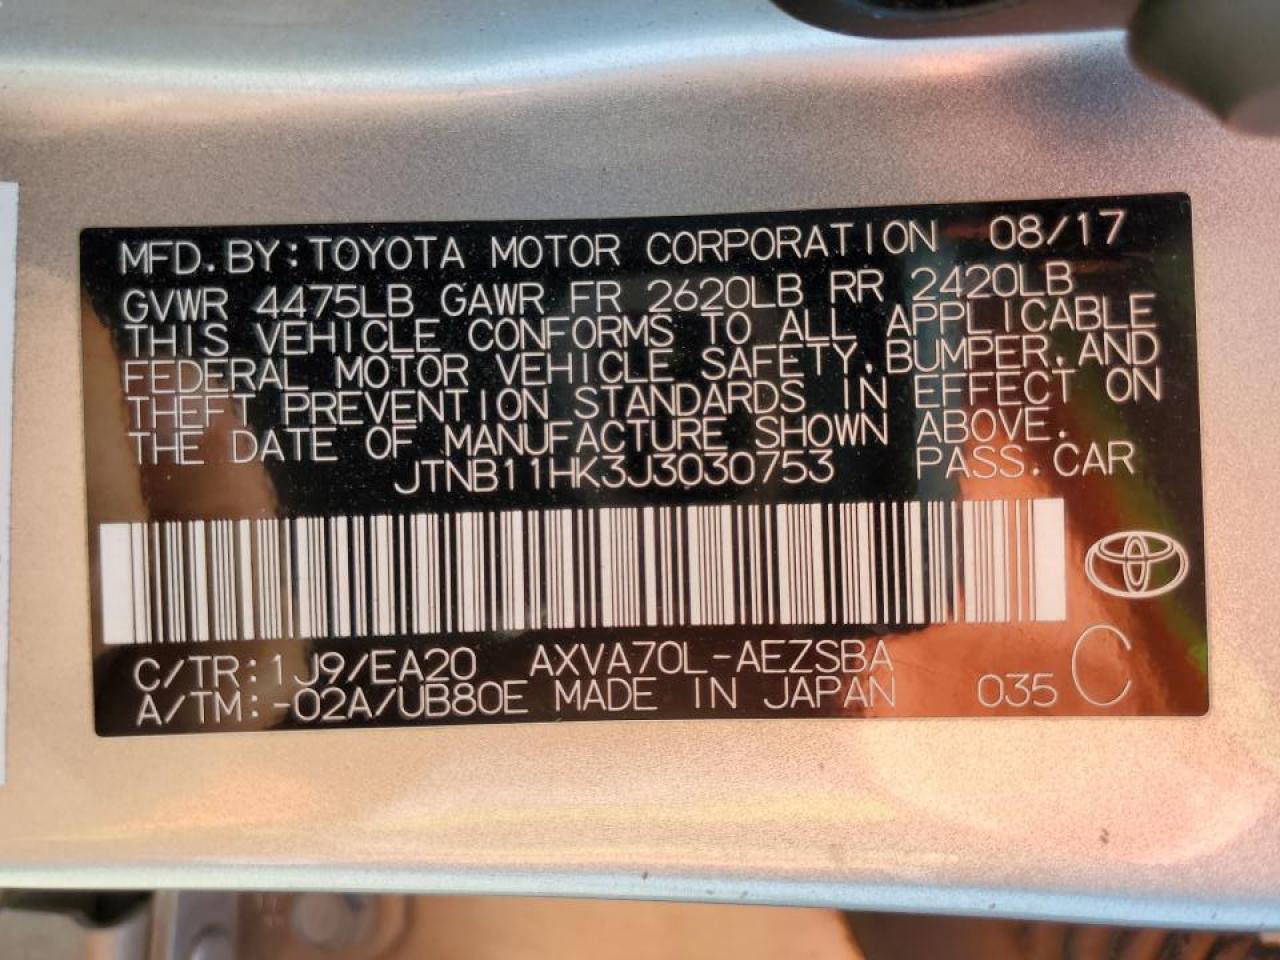 MFD.BY:TOYOTA MOTOR CORPORATION 08/17
GVWR 4475LB GAWR FR 2620LB RR 2420LB
THIS VEHICLE CONFORMS TO ALL APPLICABLE
FEDERAL MOTOR VEHICLE SAFETY,BUMPER,AND
THEFT PREVENTION STANDARDS IN EFFECT ON
THE DATE OF MANUFACTURE SHOWN ABOVE.
JTNB11HK3J3030753 PASS.CAR
C/TR:1J9/EA20 AXVA70L-AEZSBA
A/TM:-02A/UB80E MADE IN JAPAN 035 C